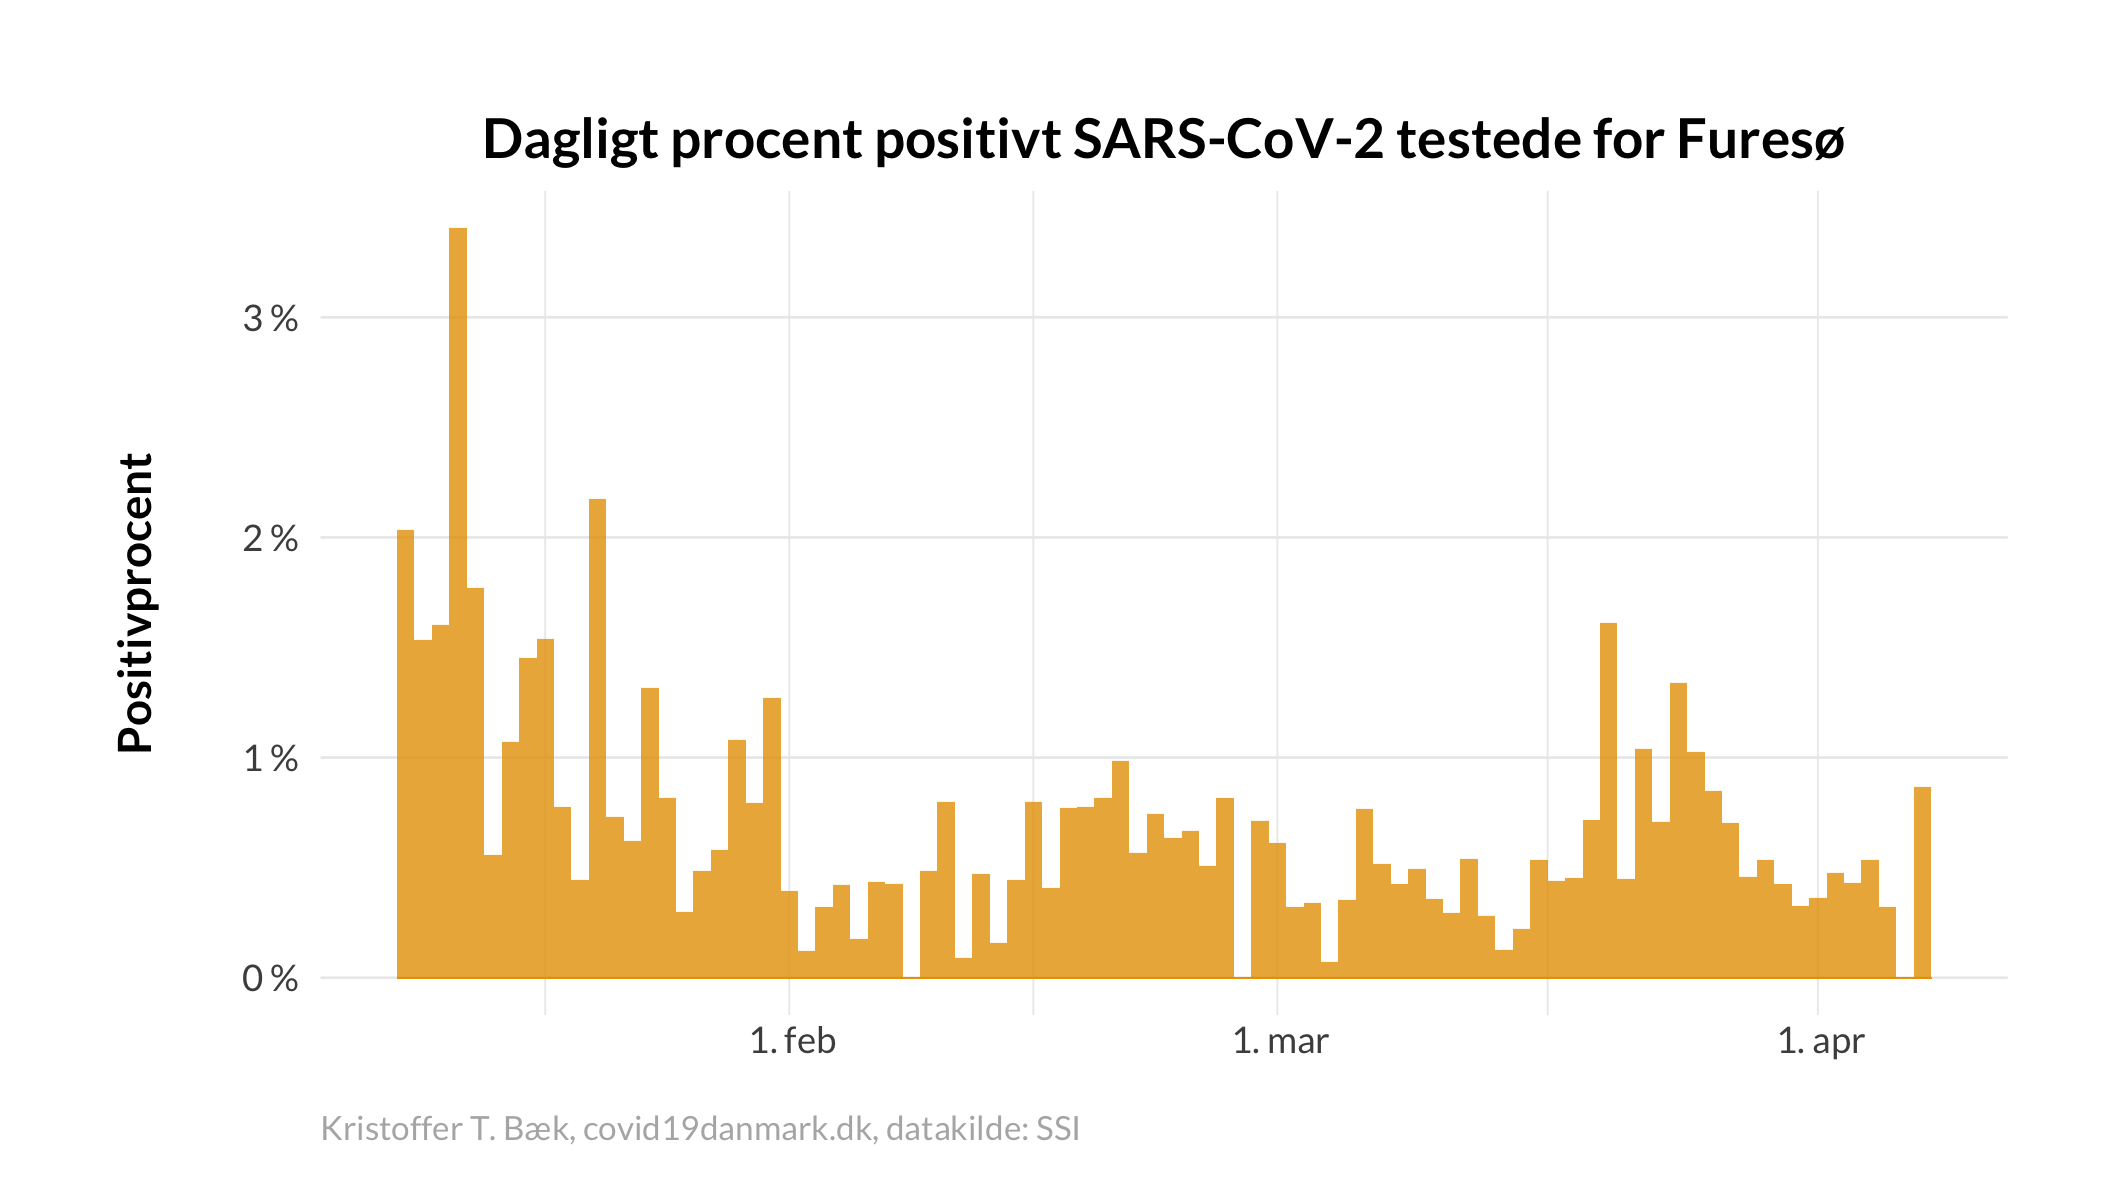 Dagligt procent positivt SARS-CoV-2 testede for Furesø
Positivprocent
3 %
2 %
1 %
0 %
1. feb
1. mar
1. apr
Kristoffer T. Bæk, covid19danmark.dk, datakilde: SSI